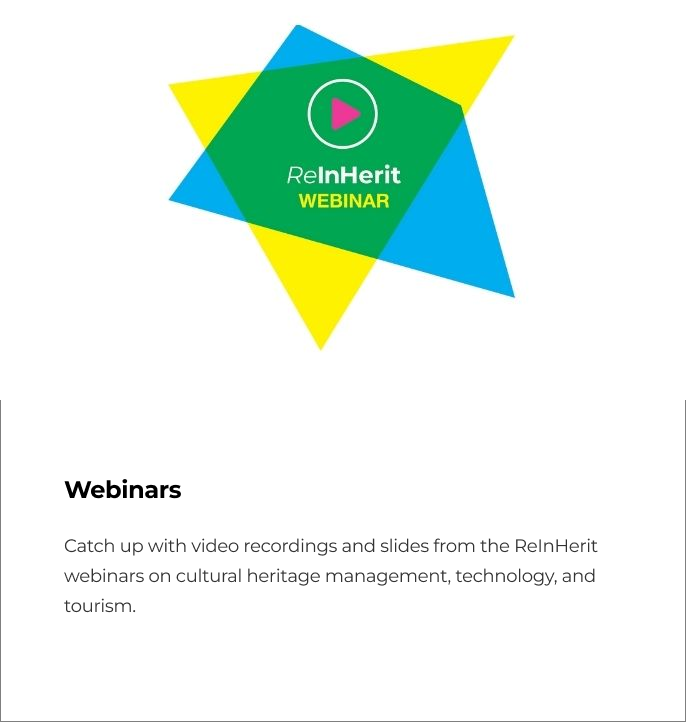 ReInHerit
WEBINAR
Webinars
Catch up with video recordings and slides from the ReInHerit
webinars on cultural heritage management, technology, and
tourism.